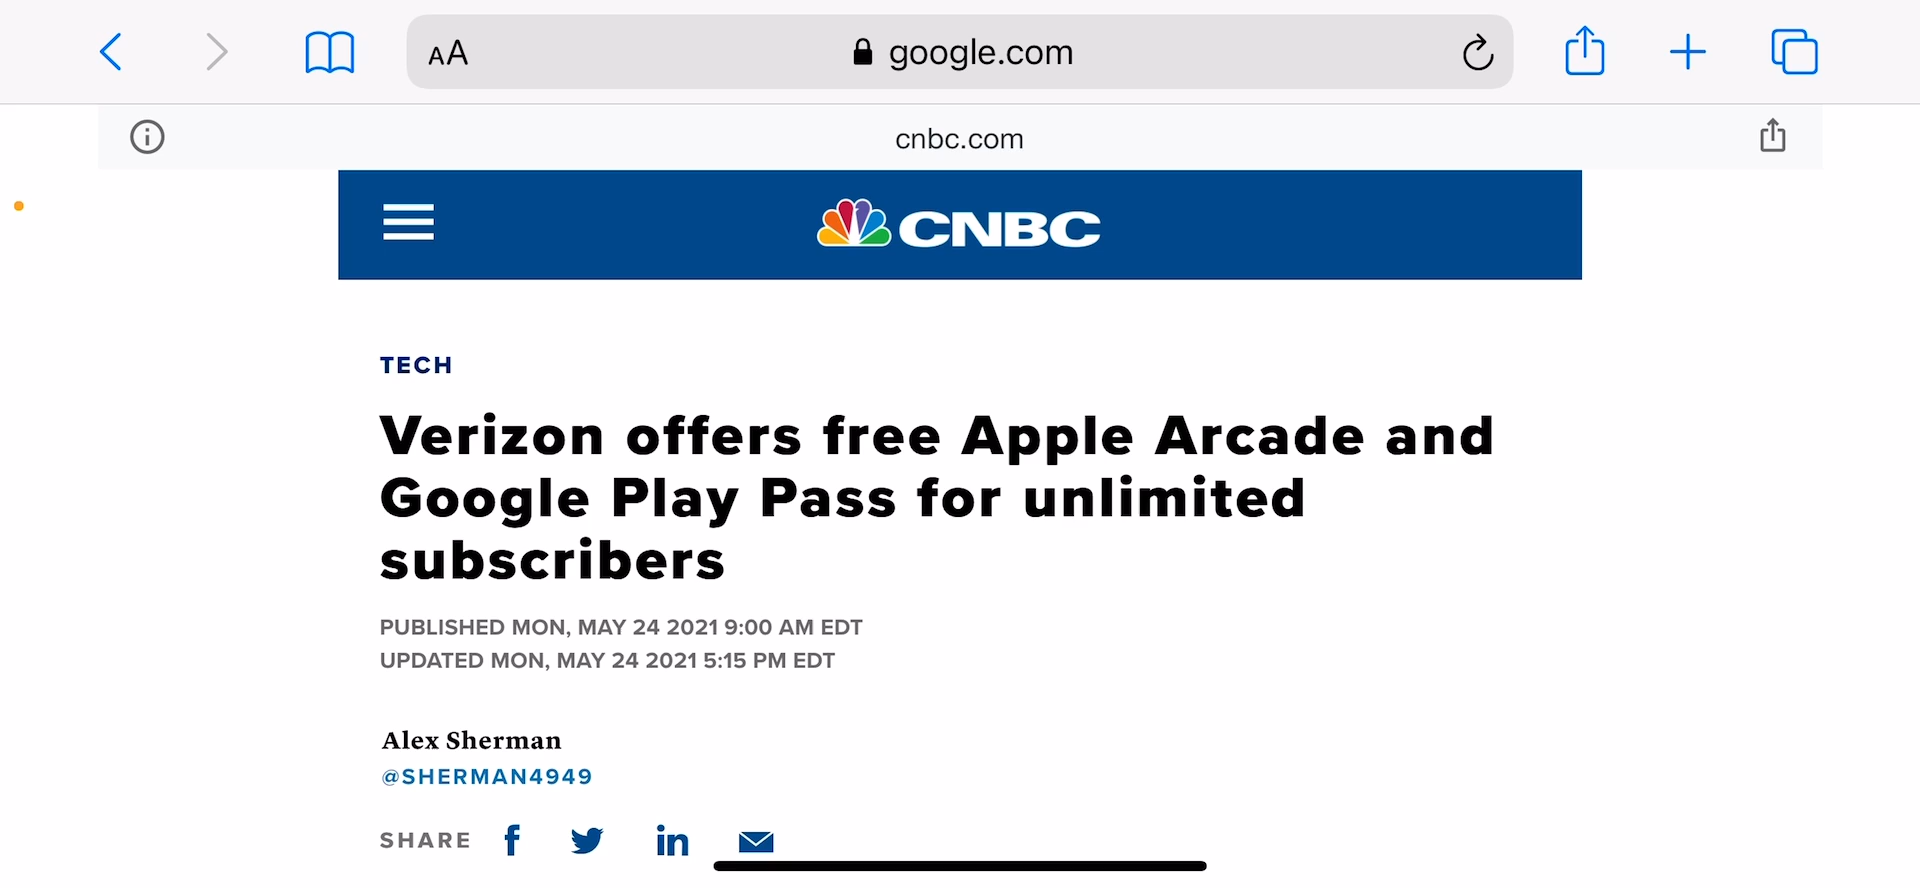 AA
google.com
cnbc.com
CNBC
TECH
Verizon offers free Apple Arcade and
Google Play Pass for unlimited
subscribers
PUBLISHED MON, MAY 24 2021 9:00 AM EDT
UPDATED MON, MAY 24 2021 5:15 PM EDT
Alex Sherman
@SHERMAN4949
SHARE